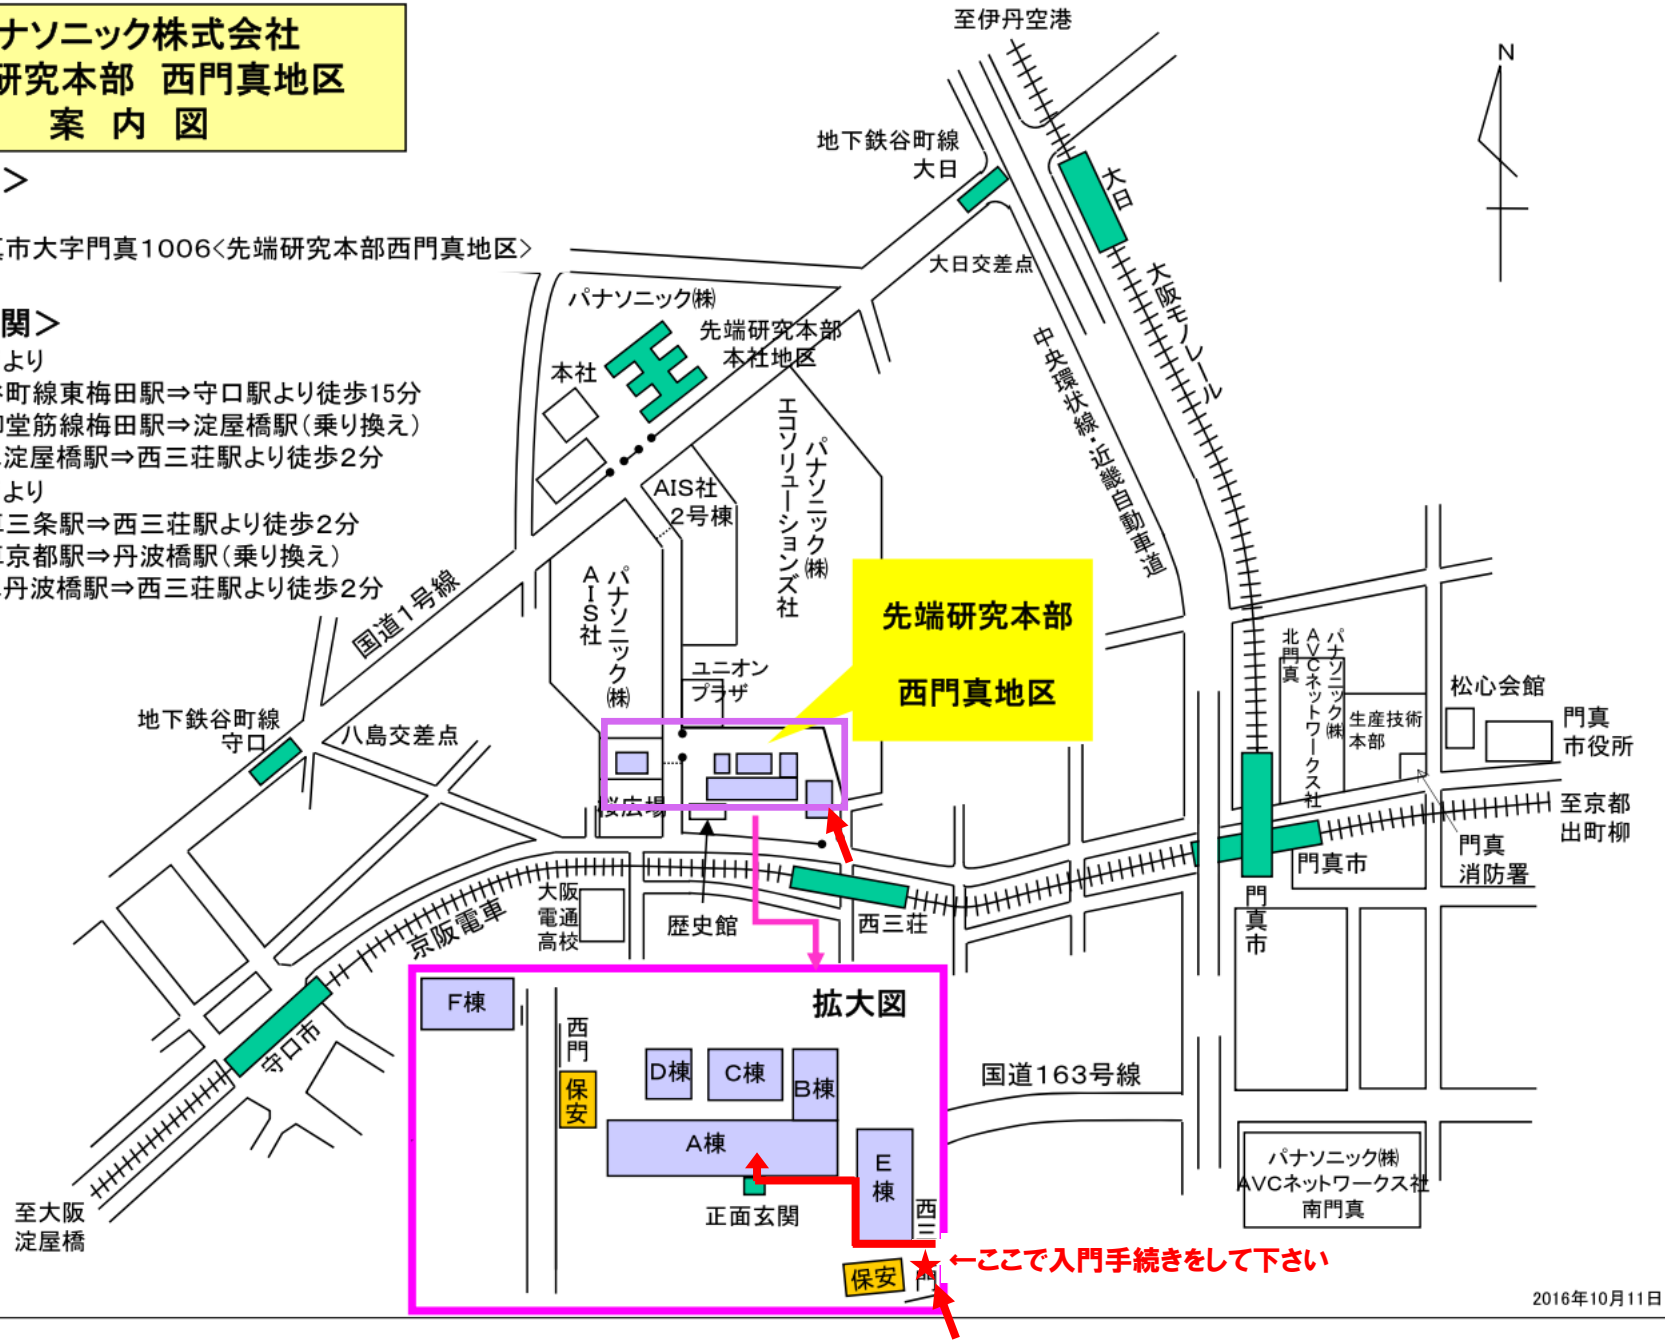 ナソニック株式会社
研究本部 西門真地区
案 内 図
＞
市大字門真1006<先端研究本部西門真地区>
関＞
より
町線東梅田駅⇒守口駅より徒歩15分
堂筋線梅田駅⇒淀屋橋駅(乗り換え)
淀屋橋駅⇒西三荘駅より徒歩2分
より
三条駅⇒西三荘駅より徒歩2分
京都駅⇒丹波橋駅(乗り換え)
丹波橋駅⇒西三荘駅より徒歩2分
至伊丹空港
N
地下鉄谷町線
大日
大日
大日交差点
大阪モノレール
中央環状線・近畿自動車道
パナソニック㈱
先端研究本部
本社地区
本社
AIS社
2号棟
パナソニック㈱
エコソリューションズ社
パナソニック㈱
AIS社
国道1号線
先端研究本部
西門真地区
ユニオン
プラザ
地下鉄谷町線
守口
八島交差点
桜広場
パナソニック㈱
AVCネットワークス社
北門真
生産技術
本部
松心会館
門真
市役所
至京都
出町柳
門真
消防署
門真市
門真市
大阪
電通
高校
歴史館
西三荘
京阪電車
守口市
至大阪
淀屋橋
拡大図
F棟
西門
保安
D棟
C棟
B棟
A棟
E棟
正面玄関
西三門
保安
←ここで入門手続きをして下さい
国道163号線
パナソニック㈱
AVCネットワークス社
南門真
2016年10月11日